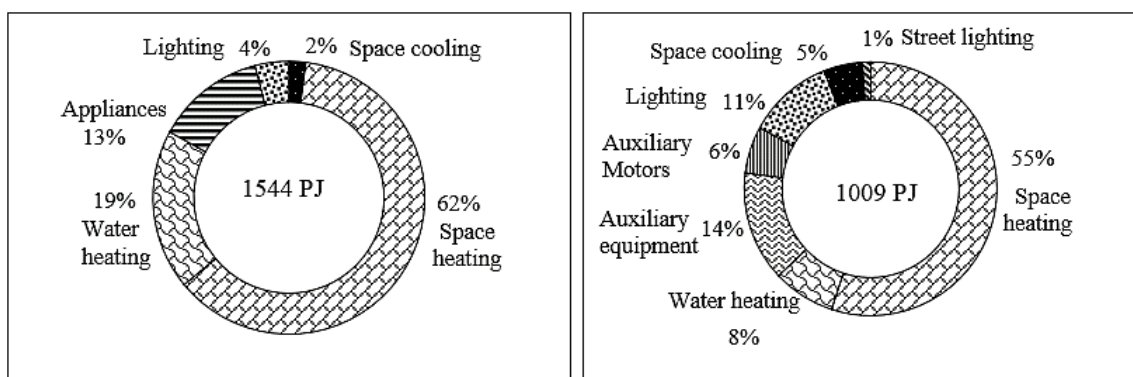 Lighting 4% 2% Space cooling
Appliances
13%
19%
Water
heating
1544 PJ
62%
Space
heating
1% Street lighting
Space cooling 5%
Lighting 11%
Auxiliary
Motors 6%
Auxiliary
equipment 14%
Water heating
8%
1009 PJ
55%
Space
heating